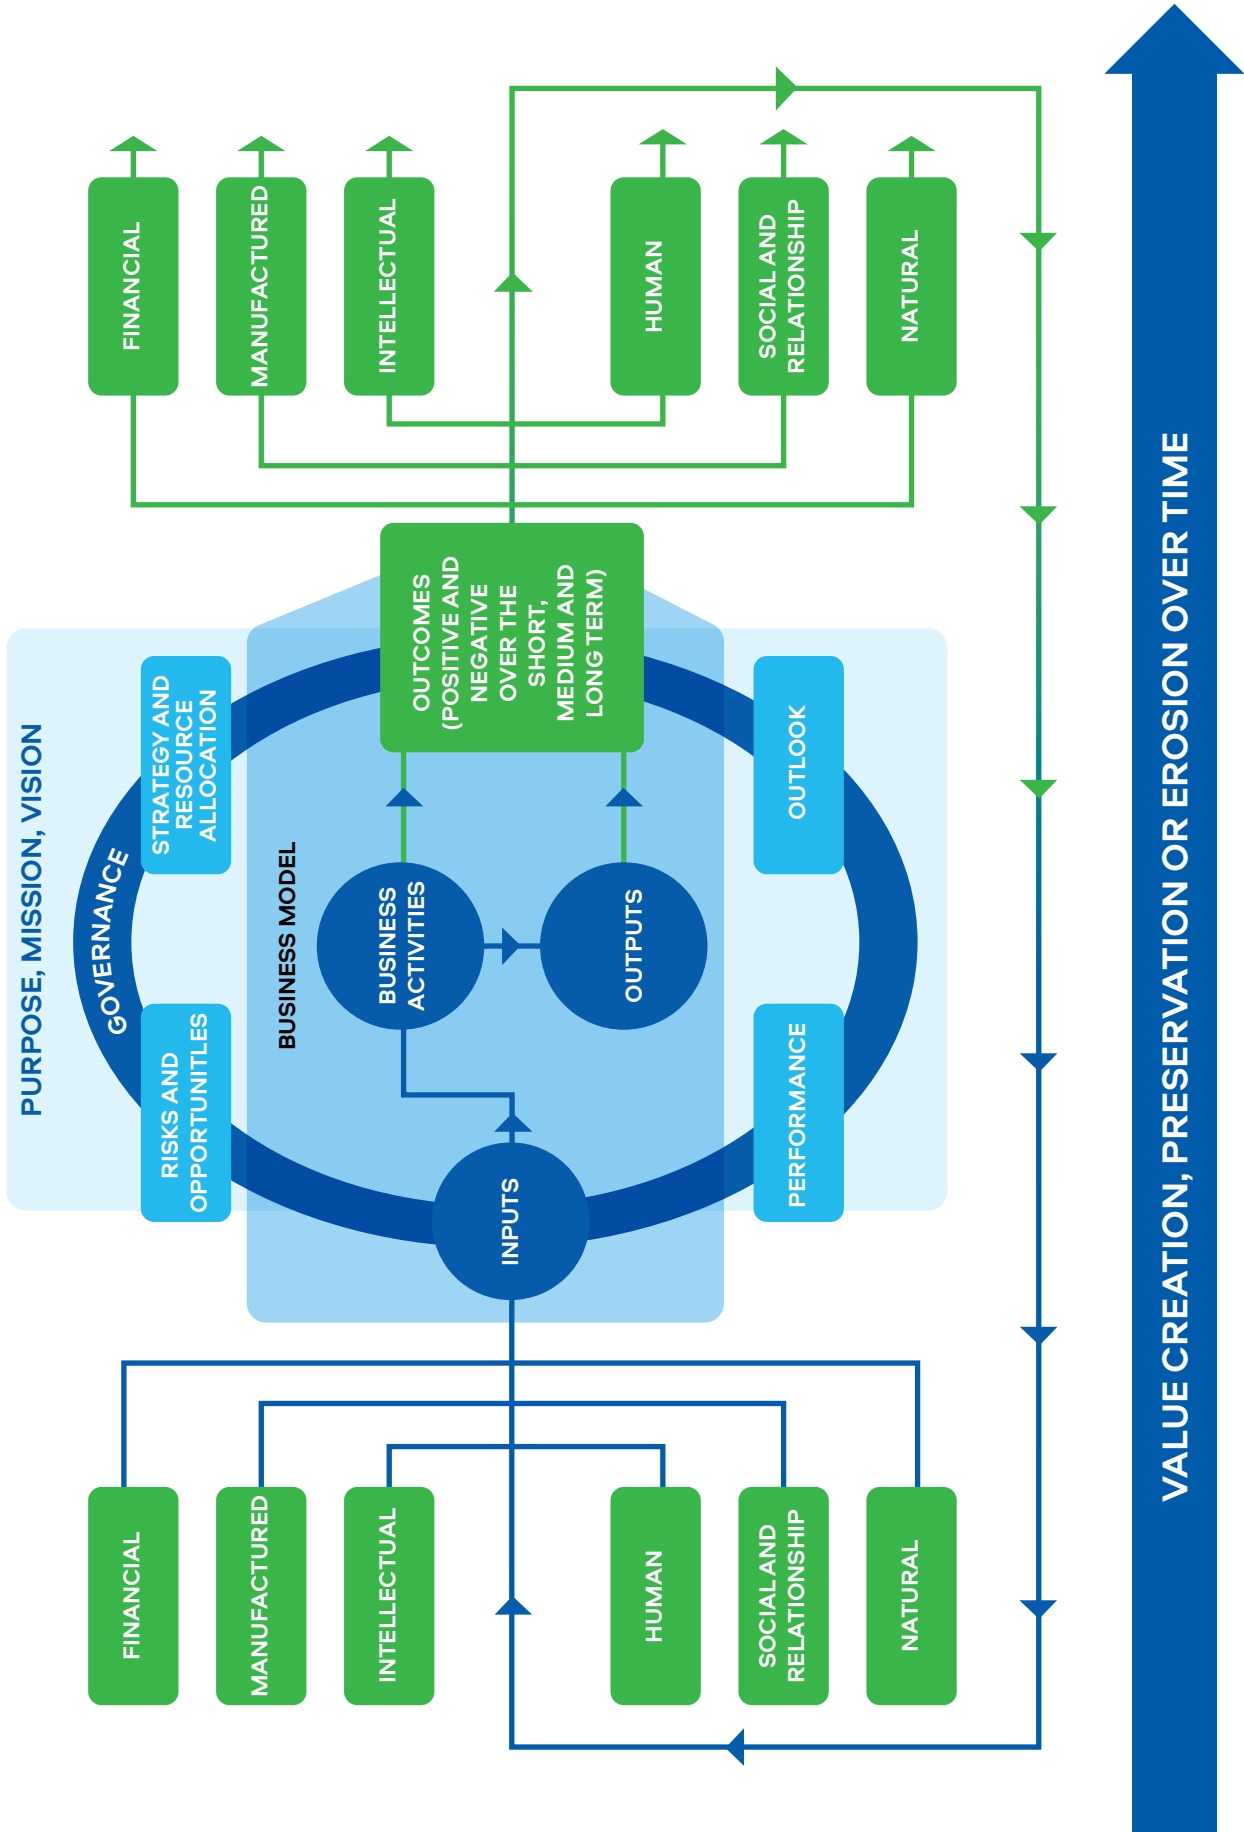 PURPOSE, MISSION, VISION
FINANCIAL
MANUFACTURED
INTELLECTUAL
HUMAN
SOCIAL AND
RELATIONSHIP
NATURAL
GOVERNANCE
RISKS AND
OPPORTUNITLES
STRATEGY AND
RESOURCE
ALLOCATION
BUSINESS MODEL
INPUTS
BUSINESS
ACTIVITIES
OUTPUTS
OUTCOMES
(POSITIVE AND
NEGATIVE
OVER THE
SHORT,
MEDIUM AND
LONG TERM)
PERFORMANCE
OUTLOOK
FINANCIAL
MANUFACTURED
INTELLECTUAL
HUMAN
SOCIAL AND
RELATIONSHIP
NATURAL
VALUE CREATION, PRESERVATION OR EROSION OVER TIME